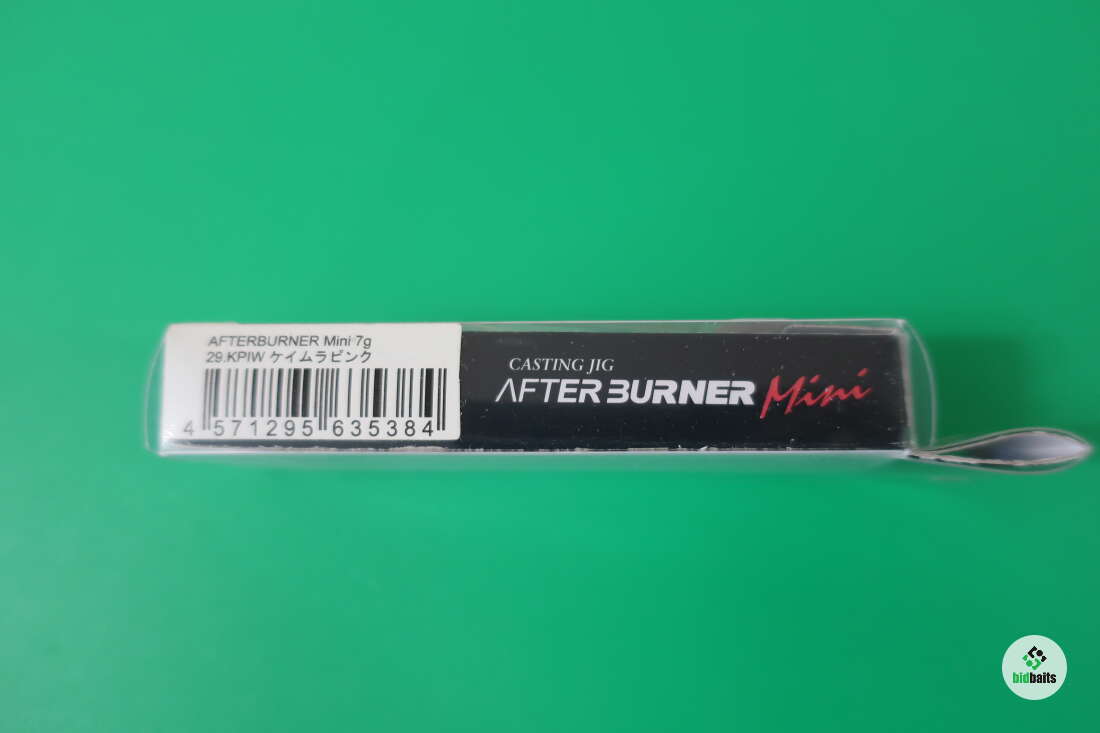 AFTERBURNER Mini 7g
29.KPIW ケイムラピンク
4 571295 635384
CASTING JIG
AFTER BURNER Mini
bidbaits